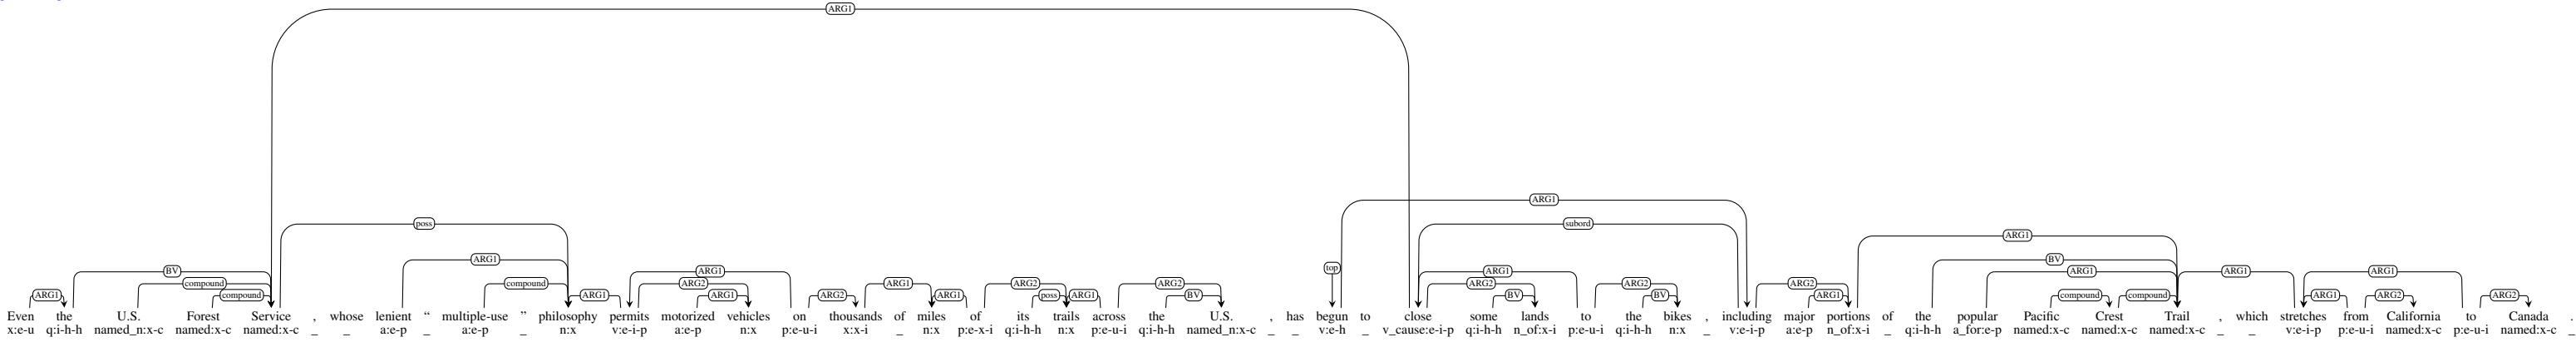 ARG1
ARG1
poss
subord
ARG1
ARG1 BV
top
BV ARG1 ARG1 ARG1 ARG1 ARG1
compound compound ARG2 ARG1 ARG2 ARG2 ARG2 ARG2 ARG2
ARG1 compound ARG1 ARG1 ARG2 ARG1 poss ARG1 BV BV BV ARG1 compound compound ARG1 ARG2 ARG2
Even the U.S. Forest Service , whose lenient “ multiple-use ” philosophy permits motorized vehicles on thousands of miles of its trails across the U.S. , has begun to close some lands to the bikes , including major portions of the popular Pacific Crest Trail , which stretches from California to Canada .
x:e-u q:i-h-h named_n:x-c named:x-c named:x-c _ _ a:e-p _ a:e-p _ n:x v:e-i-p a:e-p n:x p:e-u-i x:x-i _ n:x p:e-x-i q:i-h-h n:x p:e-u-i q:i-h-h named_n:x-c _ _ v:e-h _ v_cause:e-i-p q:i-h-h n_of:x-i p:e-u-i q:i-h-h n:x _ v:e-i-p a:e-p n_of:x-i _ q:i-h-h a_for:e-p named:x-c named:x-c named:x-c _ _ v:e-i-p p:e-u-i named:x-c p:e-u-i named:x-c _